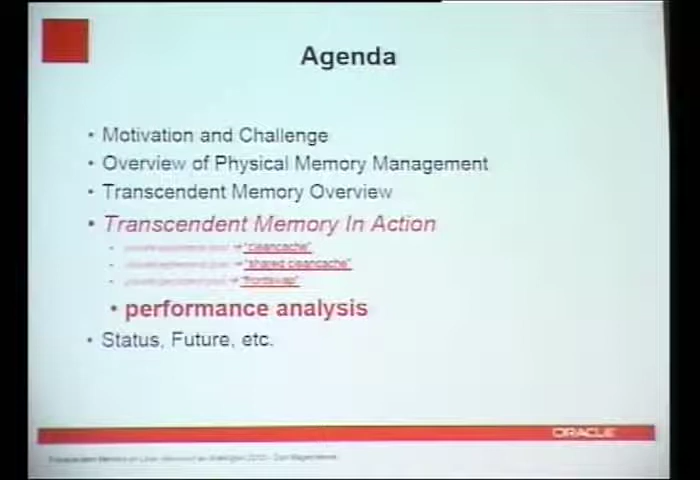 Agenda
• Motivation and Challenge
• Overview of Physical Memory Management
• Transcendent Memory Overview
• Transcendent Memory In Action
"cleancache"
"shared cleancache"
"frontswap"
• performance analysis
• Status, Future, etc.
ORACLE